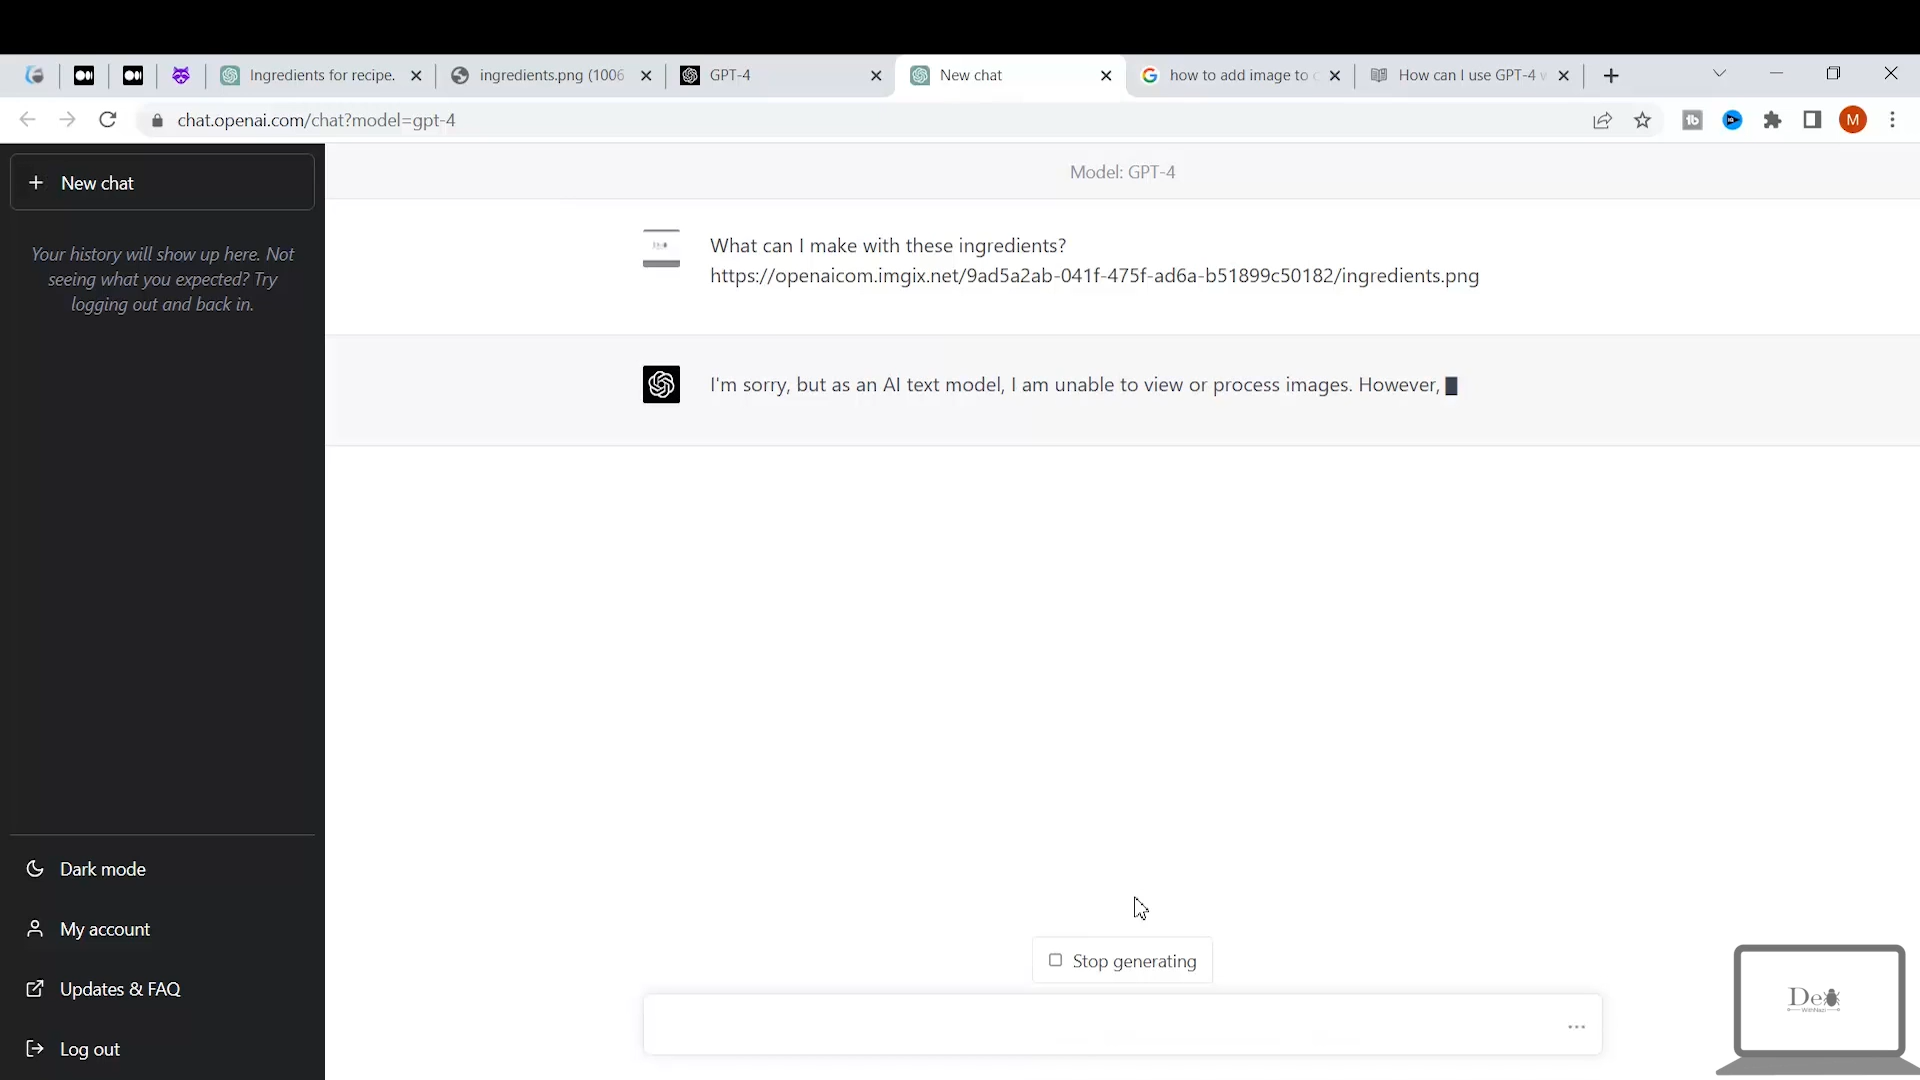 Ingredients for recipe.
ingredients.png (1006
GPT-4
New chat
how to add image to c
How can I use GPT-4 w
chat.openai.com/chat?model=gpt-4
M
New chat
Your history will show up here. Not
seeing what you expected? Try
logging out and back in.
Model: GPT-4
What can I make with these ingredients?
https://openaicom.imgix.net/9ad5a2ab-041f-475f-ad6a-b51899c50182/ingredients.png
I'm sorry, but as an AI text model, I am unable to view or process images. However,
Dark mode
My account
Updates & FAQ
Log out
Stop generating
De